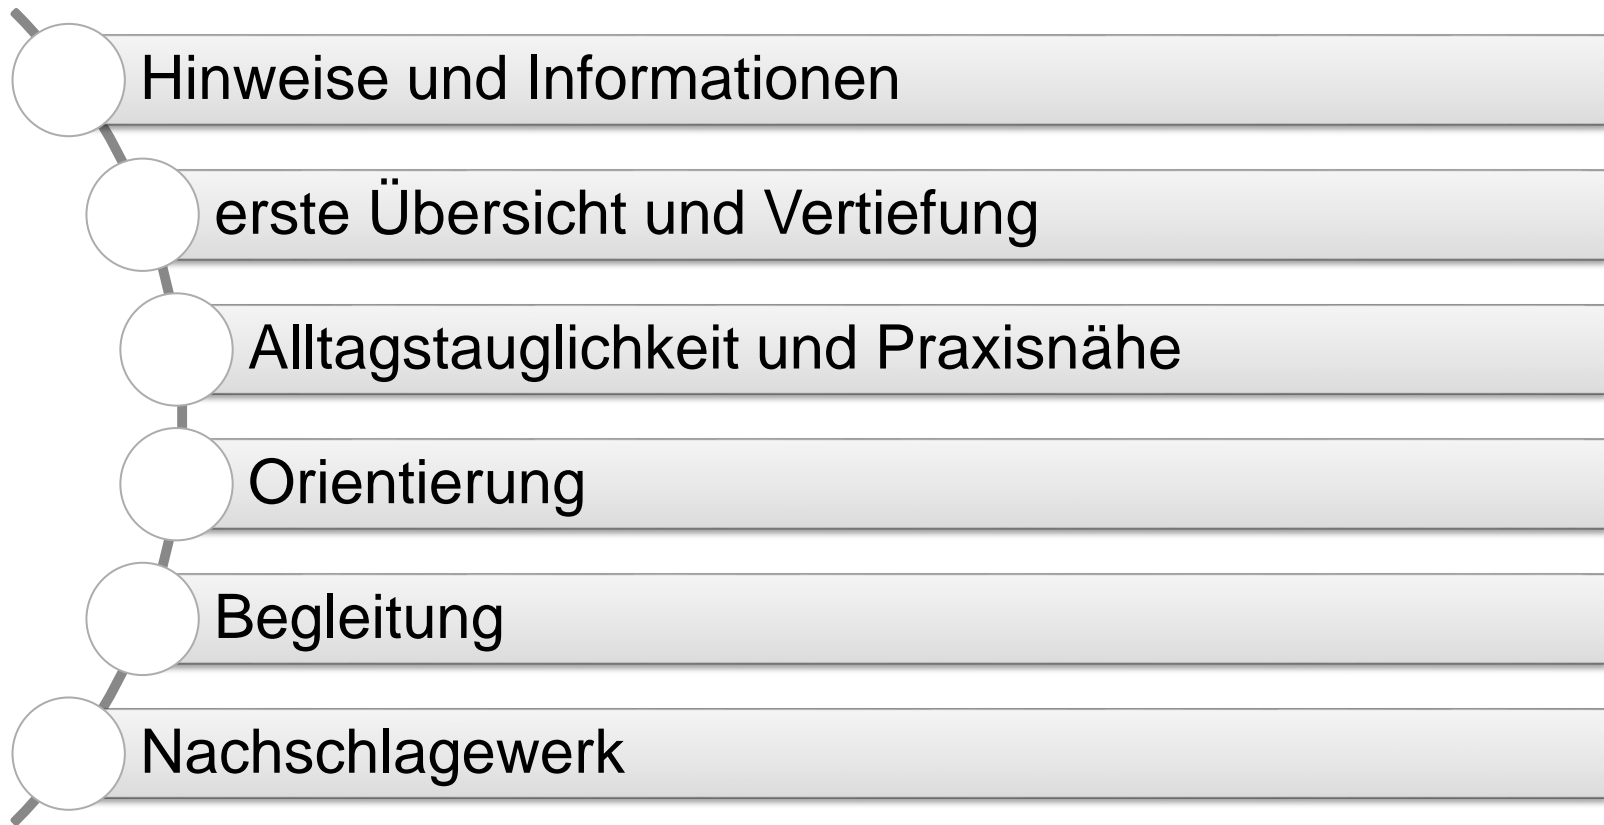 Hinweise und Informationen
erste Übersicht und Vertiefung
Alltagstauglichkeit und Praxisnähe
Orientierung
Begleitung
Nachschlagewerk